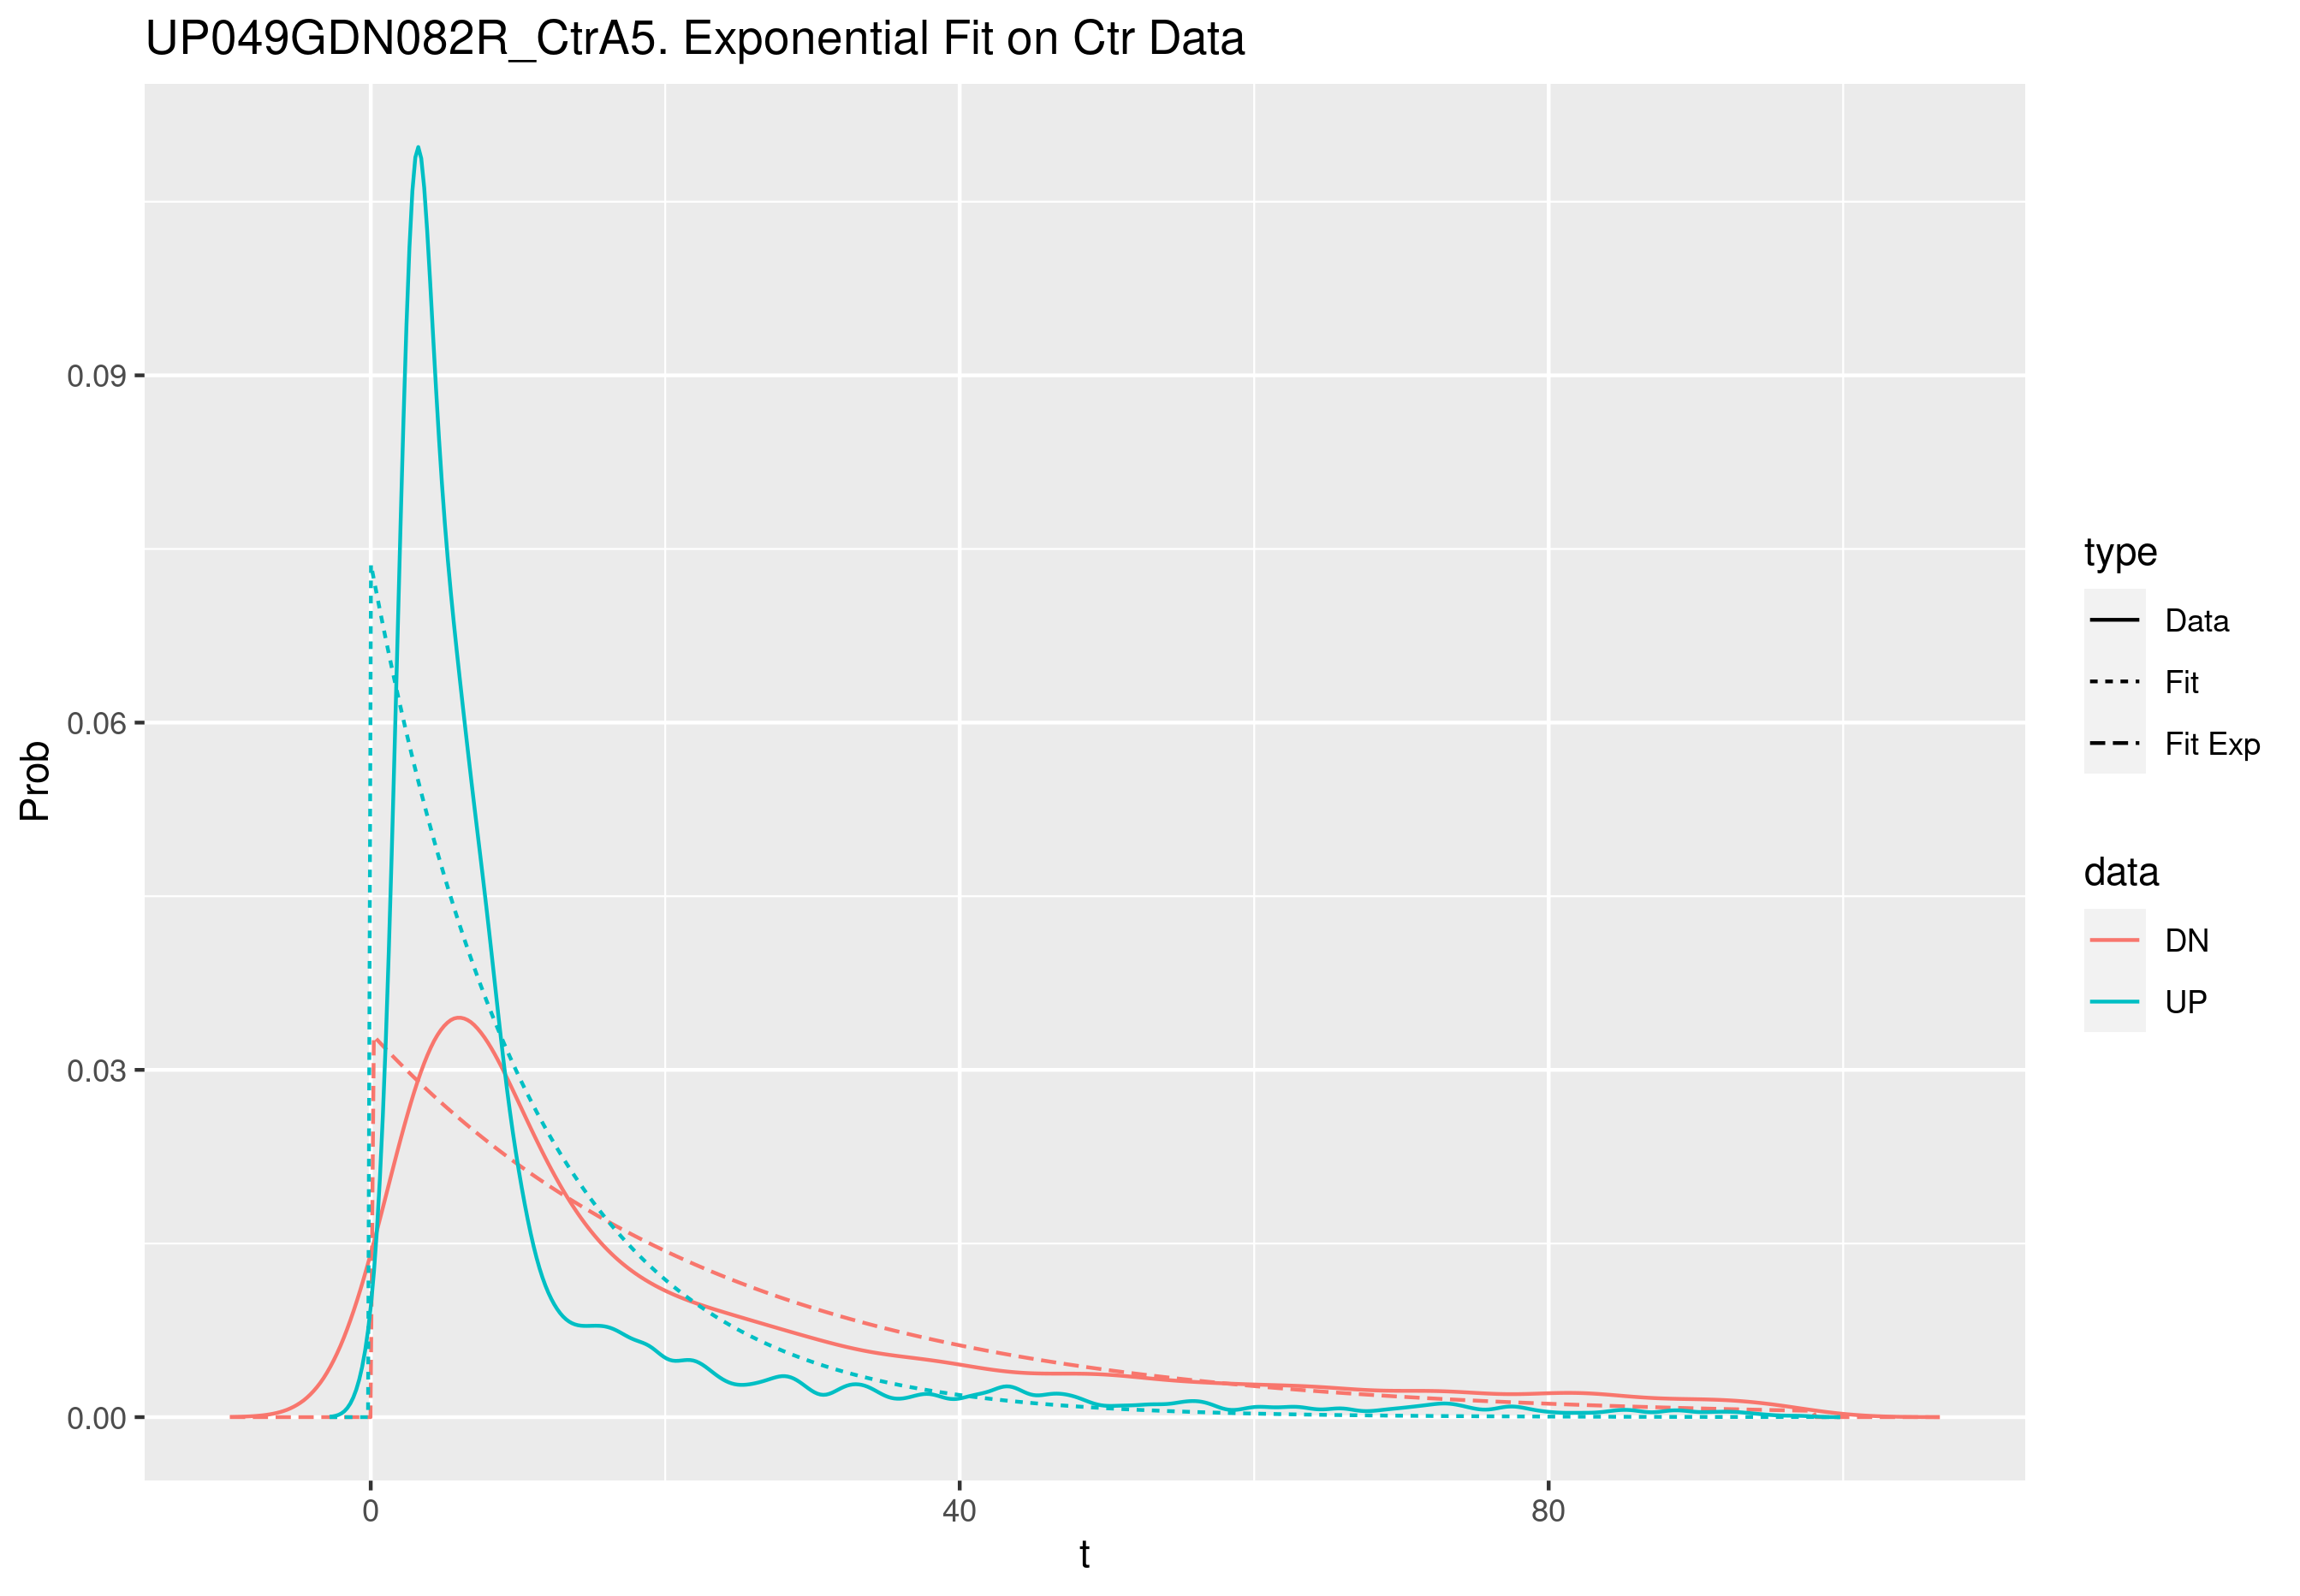 UP049GDN082R_CtrA5. Exponential Fit on Ctr Data
Prob
0.09
0.06
0.03
0.00
0
40
80
t
type
Data
Fit
Fit Exp
data
DN
UP